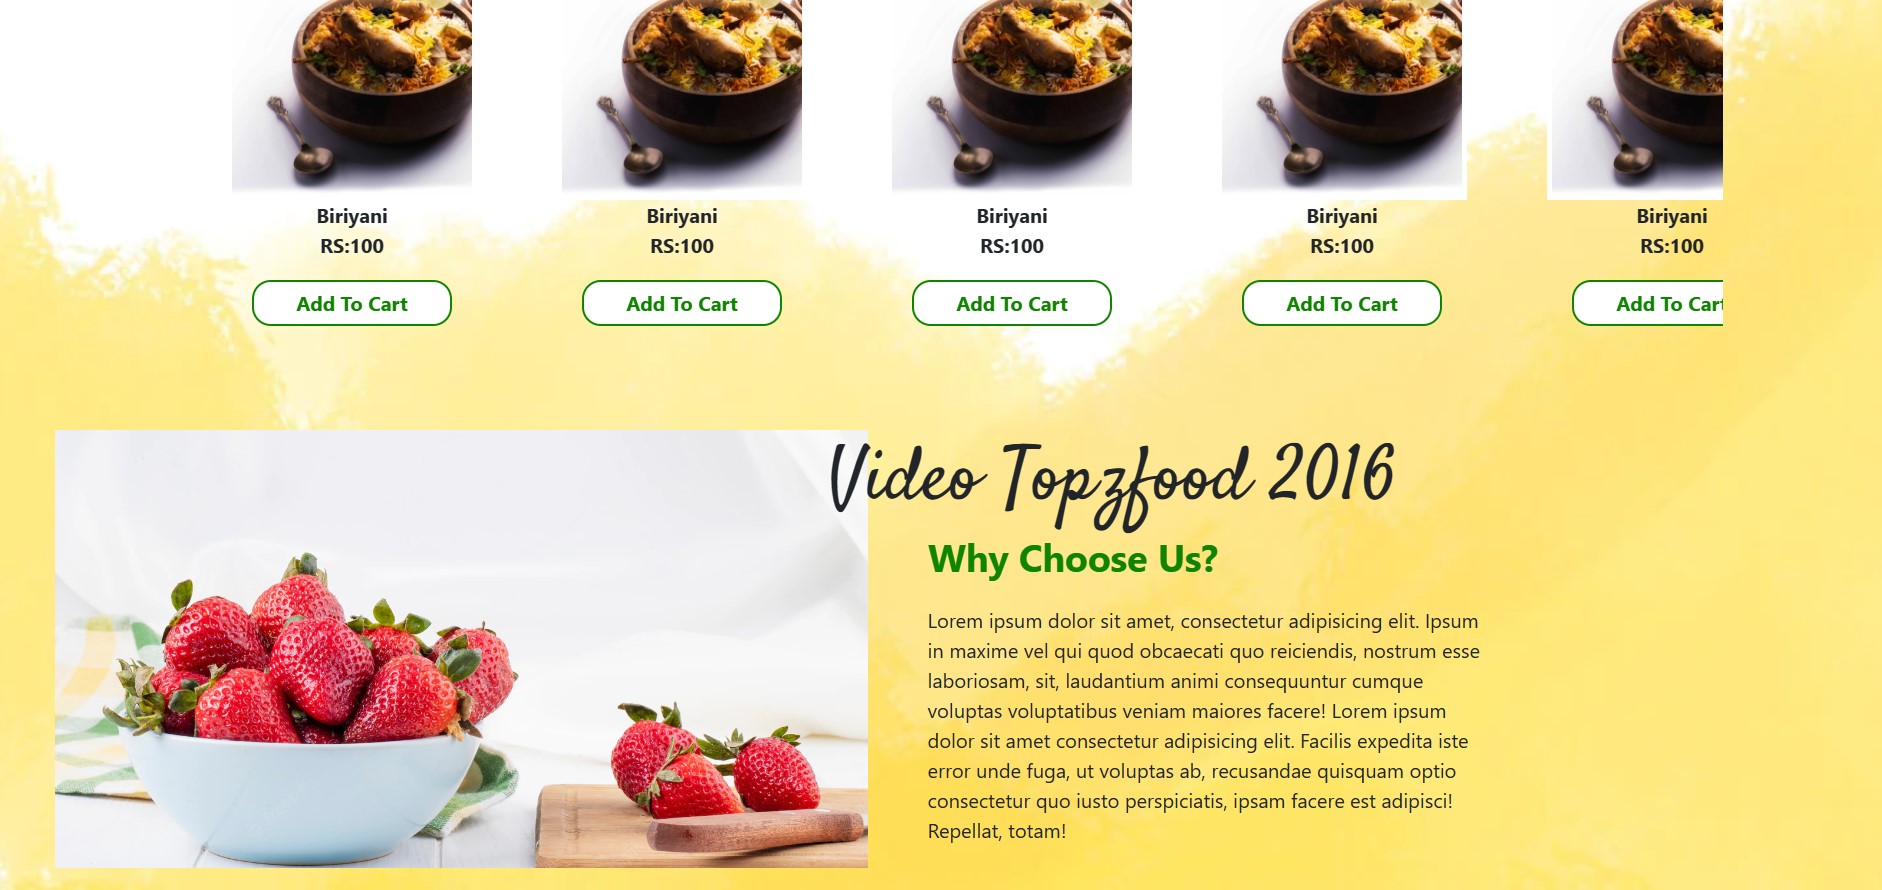 Biriyani Biriyani Biriyani Biriyani Biriyani
RS:100 RS:100 RS:100 RS:100 RS:100
Add To Cart Add To Cart Add To Cart Add To Cart Add To Cart
Video Topzfood 2016
Why Choose Us?
Lorem ipsum dolor sit amet, consectetur adipisicing elit. Ipsum
in maxime vel qui quod obcaecati quo reiciendis, nostrum esse
laboriosam, sit, laudantium animi consequuntur cumque
voluptas voluptatibus veniam maiores facere! Lorem ipsum
dolor sit amet consectetur adipisicing elit. Facilis expedita iste
error unde fuga, ut voluptas ab, recusandae quisquam optio
consectetur quo iusto perspiciatis, ipsam facere est adipisci!
Repellat, totam!